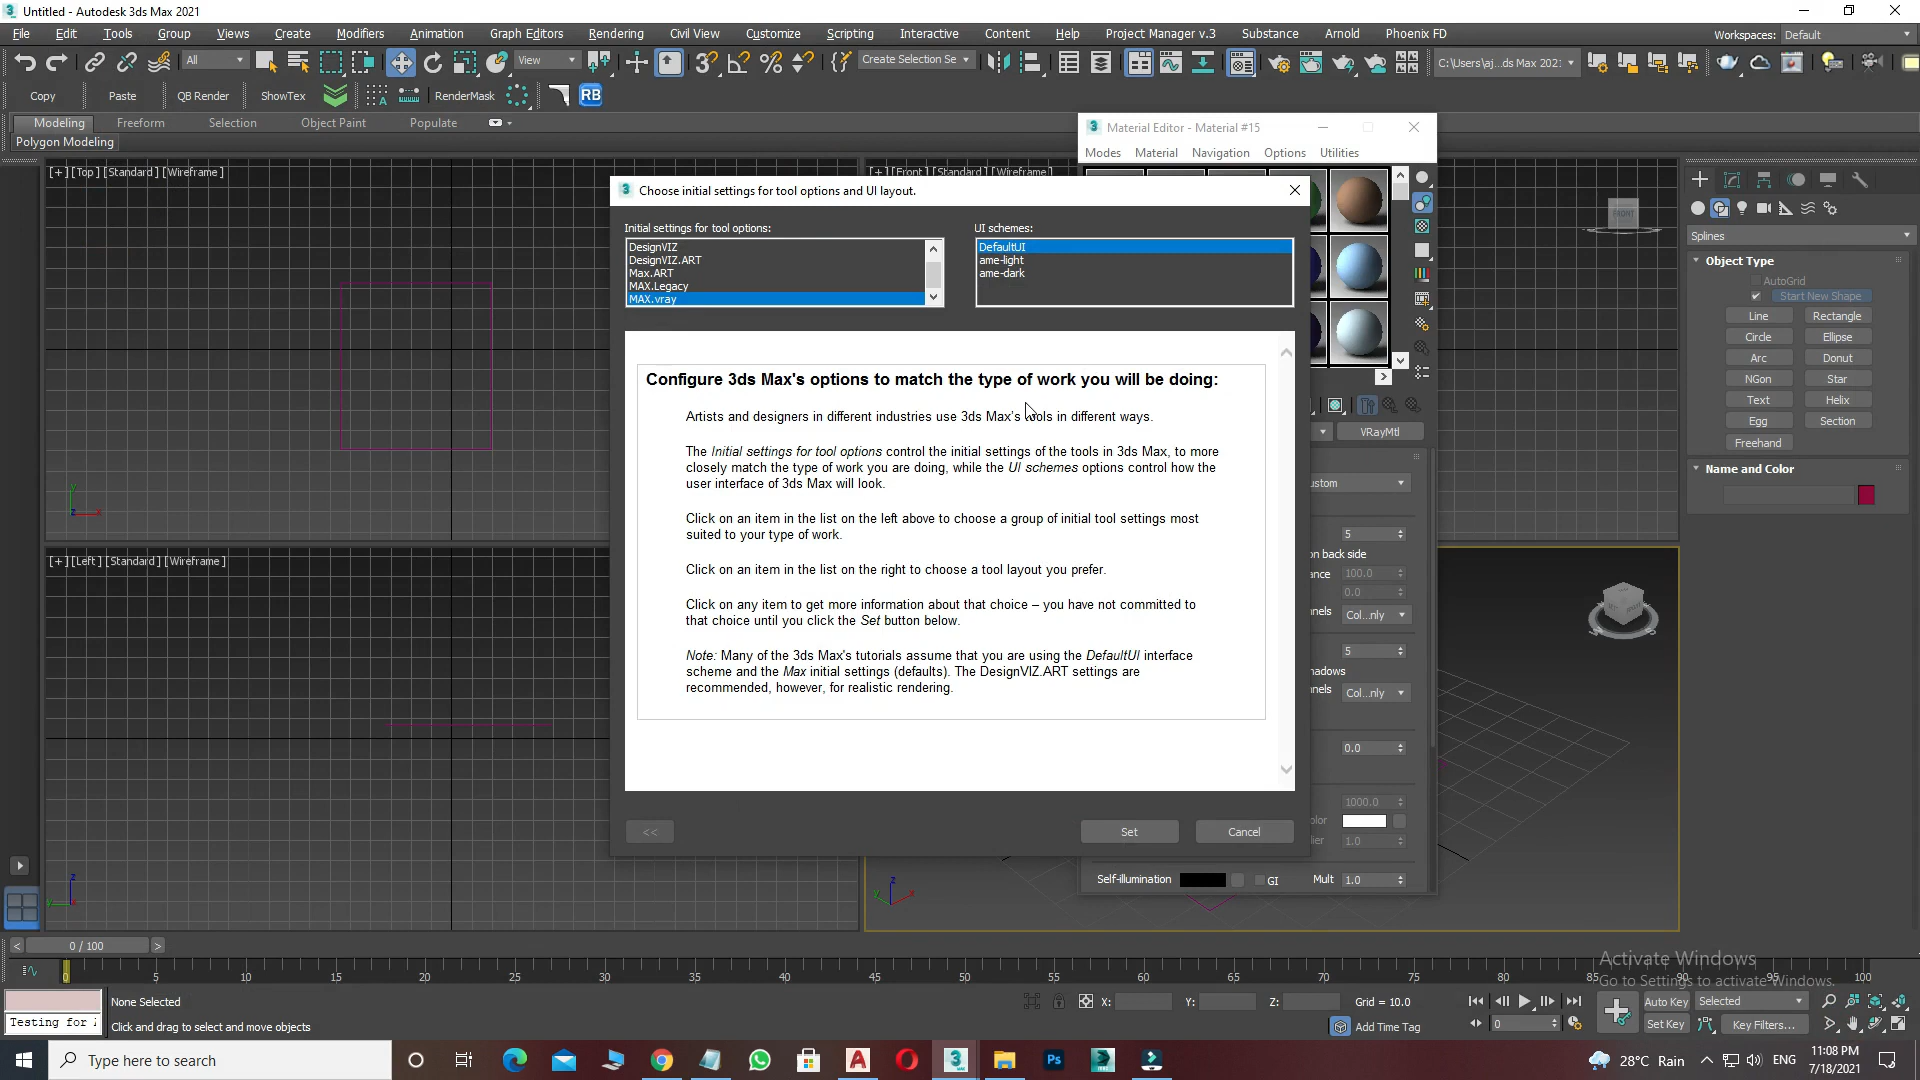 Untitled - Autodesk 3ds Max 2021
File Edit Tools Group Views Create Modifiers Animation Graph Editors Rendering Civil View Customize Scripting Interactive Content Help Project Manager v.3 Substance Arnold Phoenix FD
Workspaces: Default
All View Create Selection Se C:\Users\aj...ds Max 202:
Copy Paste QB Render ShowTex RenderMask RB
Modeling Freeform Selection Object Paint Populate
Polygon Modeling
Material Editor - Material #15
Modes Material Navigation Options Utilities
[+] [Top] [Standard] [Wireframe]
[+] [Front] [Standard] [Wireframe]
Choose initial settings for tool options and UI layout.
Initial settings for tool options:
DesignVIZ
DesignVIZ.ART
Max.ART
MAX.Legacy
MAX.vray
UI schemes:
DefaultUI
ame-light
ame-dark
Configure 3ds Max's options to match the type of work you will be doing:
Artists and designers in different industries use 3ds Max's tools in different ways.
The Initial settings for tool options control the initial settings of the tools in 3ds Max, to more
closely match the type of work you are doing, while the UI schemes options control how the
user interface of 3ds Max will look.
Click on an item in the list on the left above to choose a group of initial tool settings most
suited to your type of work.
Click on an item in the list on the right to choose a tool layout you prefer.
Click on any item to get more information about that choice – you have not committed to
that choice until you click the Set button below.
Note: Many of the 3ds Max's tutorials assume that you are using the DefaultUI interface
scheme and the Max initial settings (defaults). The DesignVIZ.ART settings are
recommended, however, for realistic rendering.
<< Set Cancel
VRayMtl
ustom
5
on back side
ance 100.0
0.0
nnels Col...nly
5
hadows
nnels Col...nly
0.0
1000.0
olor
lier 1.0
Self-illumination GI Mult 1.0
FRONT
Splines
Object Type
AutoGrid
Start New Shape
Line Rectangle
Circle Ellipse
Arc Donut
NGon Star
Text Helix
Egg Section
Freehand
Name and Color
[+] [Left] [Standard] [Wireframe]
y
z x
z
y
z
y x
< 0 / 100 >
0 5 10 15 20 25 30 35 40 45 50 55 60 65 70 75 80 85 90 95 100
Activate Windows
Go to Settings to activate Windows.
None Selected
Testing for
Click and drag to select and move objects
X: Y: Z: Grid = 10.0
Add Time Tag
0
Auto Key Selected
Set Key Key Filters...
Type here to search
28°C Rain
ENG
11:08 PM
7/18/2021